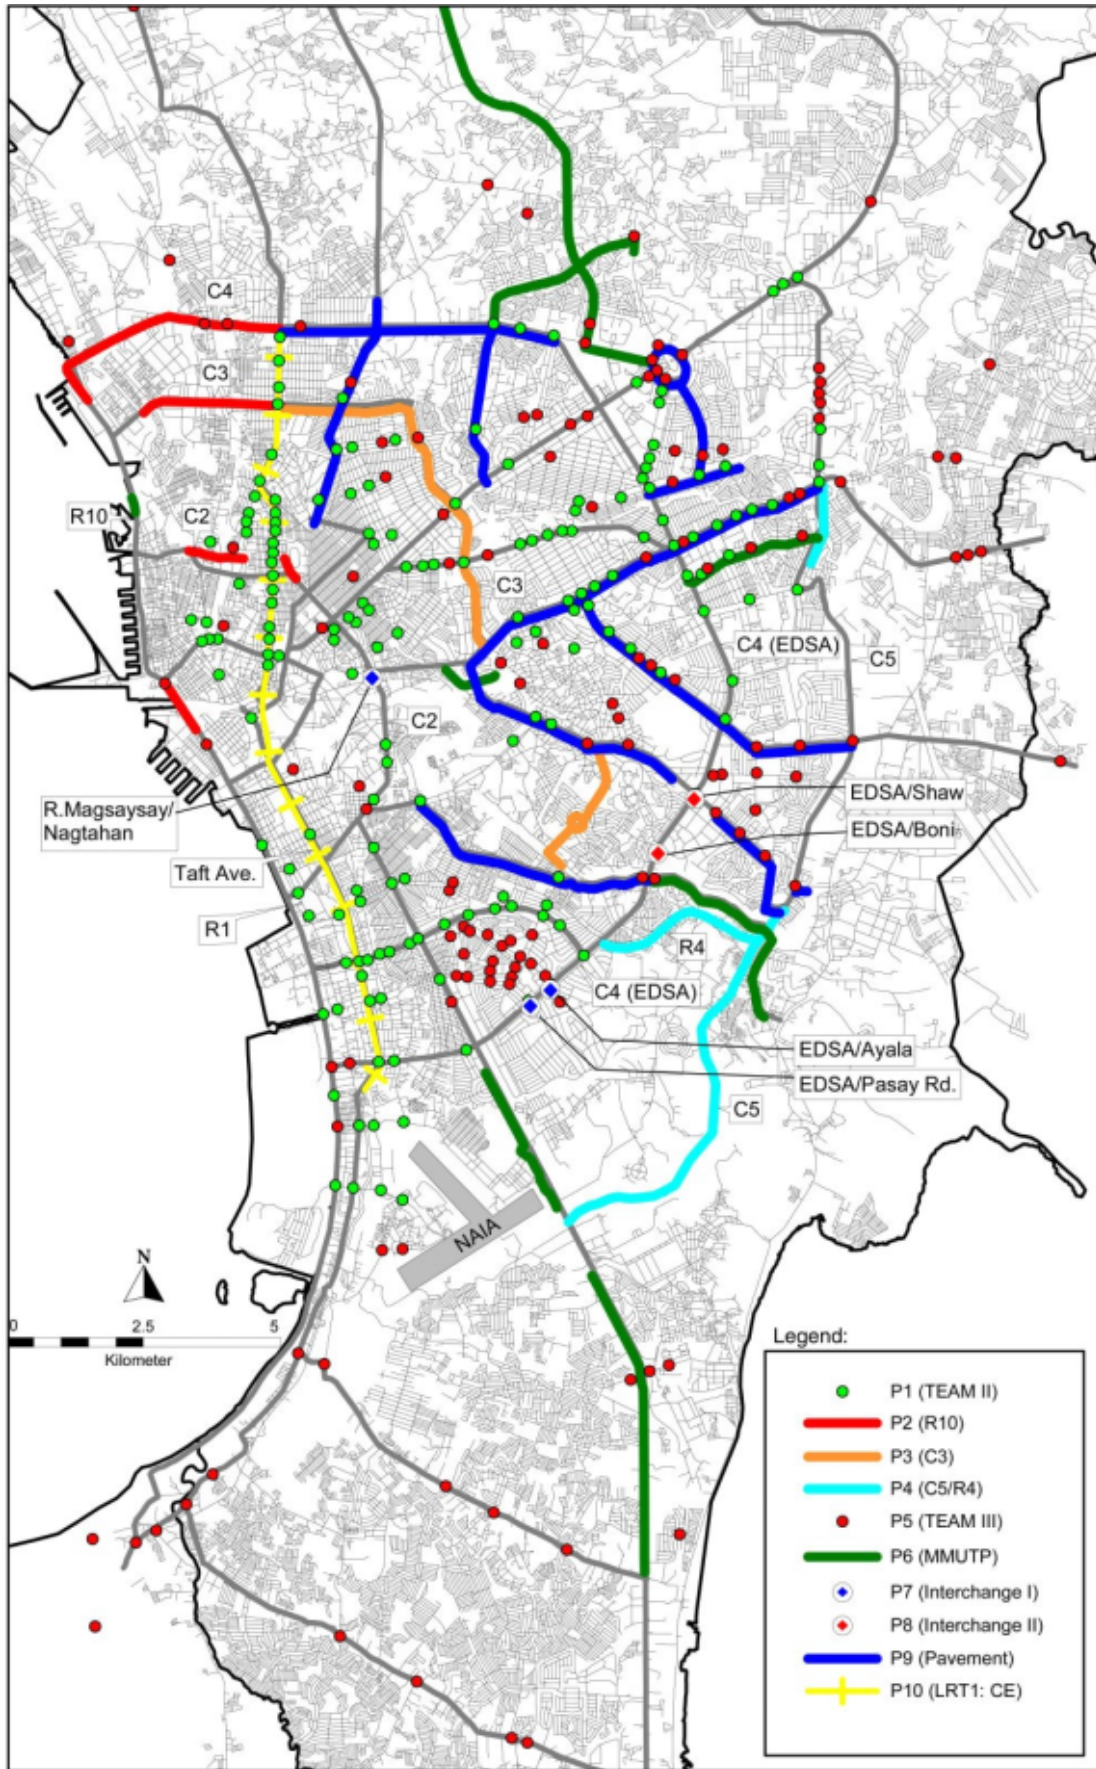 C4
C3
R10
C2
C3
C4 (EDSA)
C5
C2
R.Magsaysay/
Nagtahan
EDSA/Shaw
EDSA/Boni
Taft Ave.
R1
R4
C4 (EDSA)
EDSA/Ayala
EDSA/Pasay Rd.
C5
NAIA
N
0 2.5 5
Kilometer
Legend:
P1 (TEAM II)
P2 (R10)
P3 (C3)
P4 (C5/R4)
P5 (TEAM III)
P6 (MMUTP)
P7 (Interchange I)
P8 (Interchange II)
P9 (Pavement)
P10 (LRT1: CE)